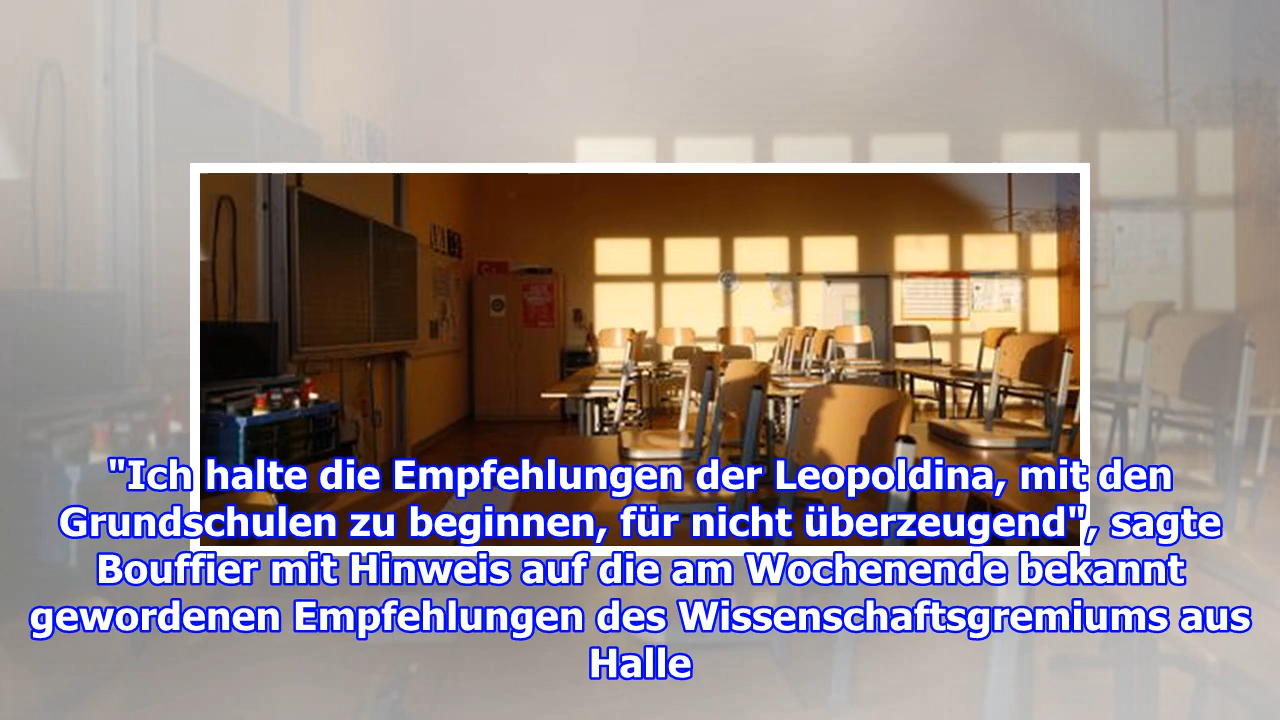 "Ich halte die Empfehlungen der Leopoldina, mit den
Grundschulen zu beginnen, für nicht überzeugend", sagte
Bouffier mit Hinweis auf die am Wochenende bekannt
gewordenen Empfehlungen des Wissenschaftsgremiums aus
Halle